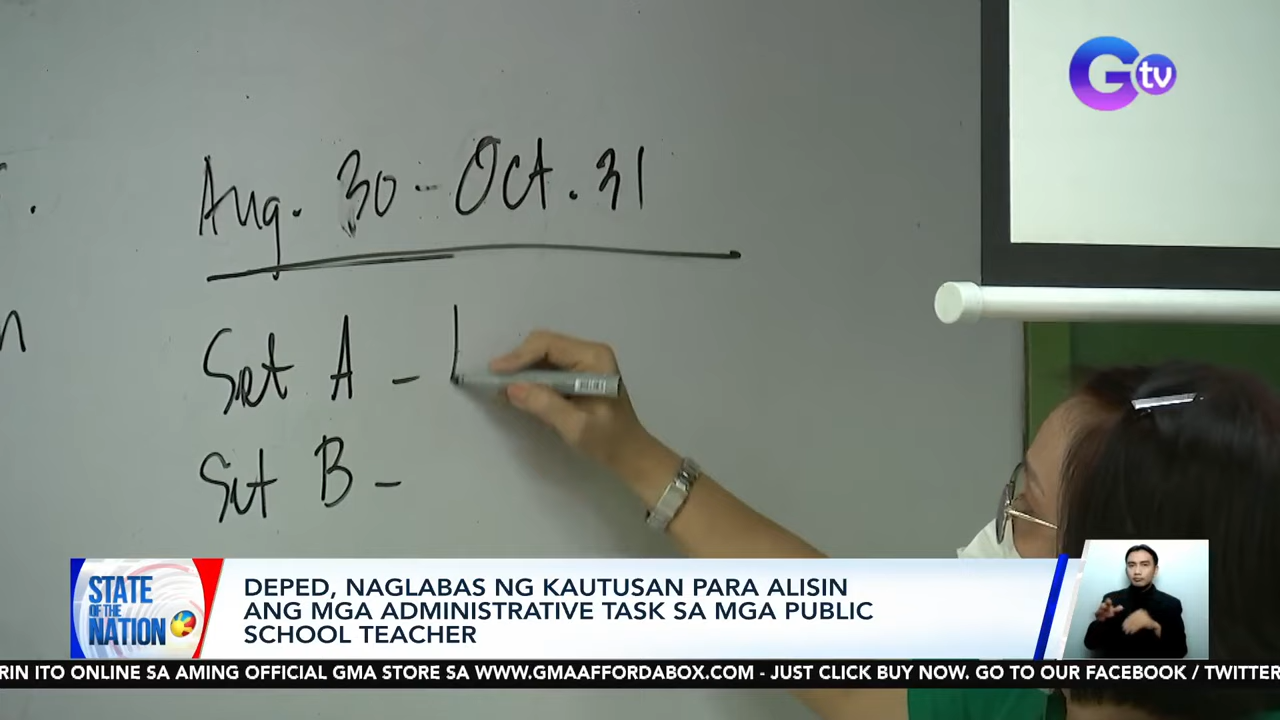 Gtv
Aug. 30 - Oct. 31
n
Set A - L
Set B -
STATE
OF THE
NATION
DEPED, NAGLABAS NG KAUTUSAN PARA ALISIN
ANG MGA ADMINISTRATIVE TASK SA MGA PUBLIC
SCHOOL TEACHER
RIN ITO ONLINE SA AMING OFFICIAL GMA STORE SA WWW.GMAAFFORDABOX.COM - JUST CLICK BUY NOW. GO TO OUR FACEBOOK / TWITTER